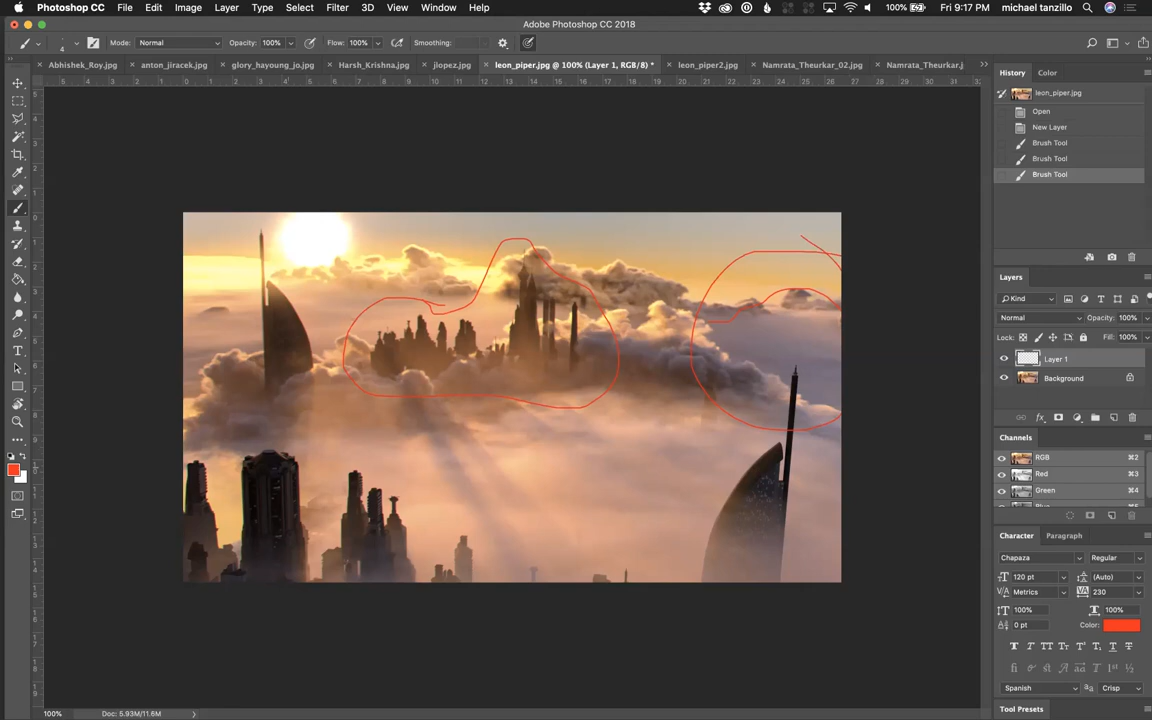 Photoshop CC File Edit Image Layer Type Select Filter 3D View Window Help 100% Fri 9:17 PM michael tanzillo
Adobe Photoshop CC 2018
4 Mode: Normal Opacity: 100% Flow: 100% Smoothing:
Abhishek_Roy.jpg anton_jiracek.jpg glory_hayoung_jo.jpg Harsh_Krishna.jpg jlopez.jpg leon_piper.jpg @ 100% (Layer 1, RGB/8) * leon_piper2.jpg Namrata_Theurkar_02.jpg Namrata_Theurkar.j
History Color
leon_piper.jpg
Open
New Layer
Brush Tool
Brush Tool
Brush Tool
Layers
Kind
Normal Opacity: 100%
Lock: Fill: 100%
Layer 1
Background
Channels
RGB ⌘2
Red ⌘3
Green ⌘4
Character Paragraph
Chapaza Regular
120 pt (Auto)
Metrics 230
100% 100%
0 pt Color:
Spanish Crisp
Tool Presets
100% Doc: 5.93M/11.6M